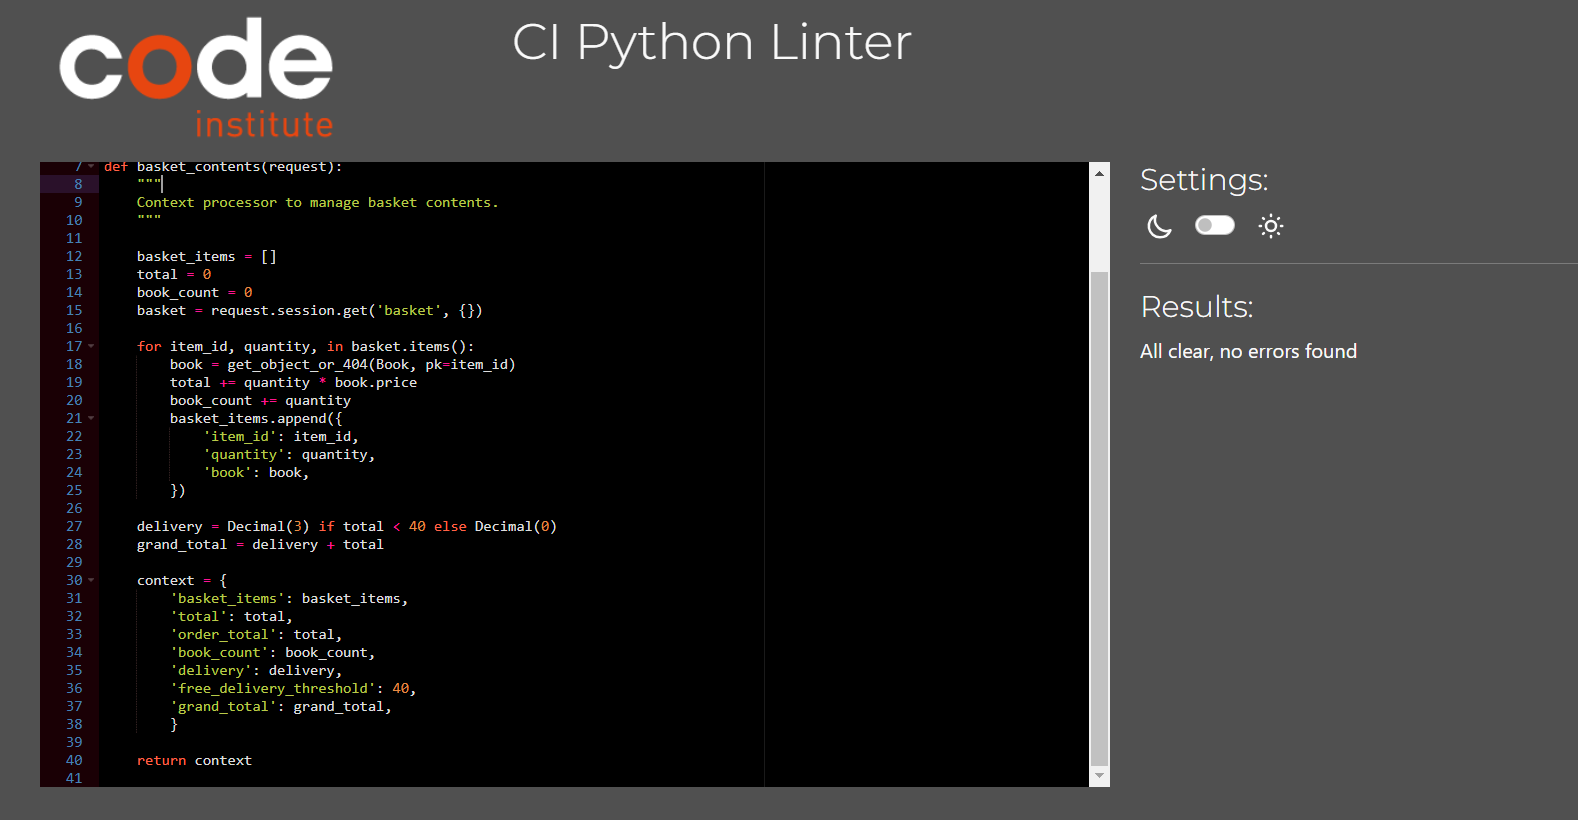 code
institute
CI Python Linter
7 def basket_contents(request):
8     """
9     Context processor to manage basket contents.
10     """
11
12     basket_items = []
13     total = 0
14     book_count = 0
15     basket = request.session.get('basket', {})
16
17     for item_id, quantity, in basket.items():
18         book = get_object_or_404(Book, pk=item_id)
19         total += quantity * book.price
20         book_count += quantity
21         basket_items.append({
22             'item_id': item_id,
23             'quantity': quantity,
24             'book': book,
25         })
26
27     delivery = Decimal(3) if total < 40 else Decimal(0)
28     grand_total = delivery + total
29
30     context = {
31         'basket_items': basket_items,
32         'total': total,
33         'order_total': total,
34         'book_count': book_count,
35         'delivery': delivery,
36         'free_delivery_threshold': 40,
37         'grand_total': grand_total,
38         }
39
40     return context
41
Settings:
Results:
All clear, no errors found